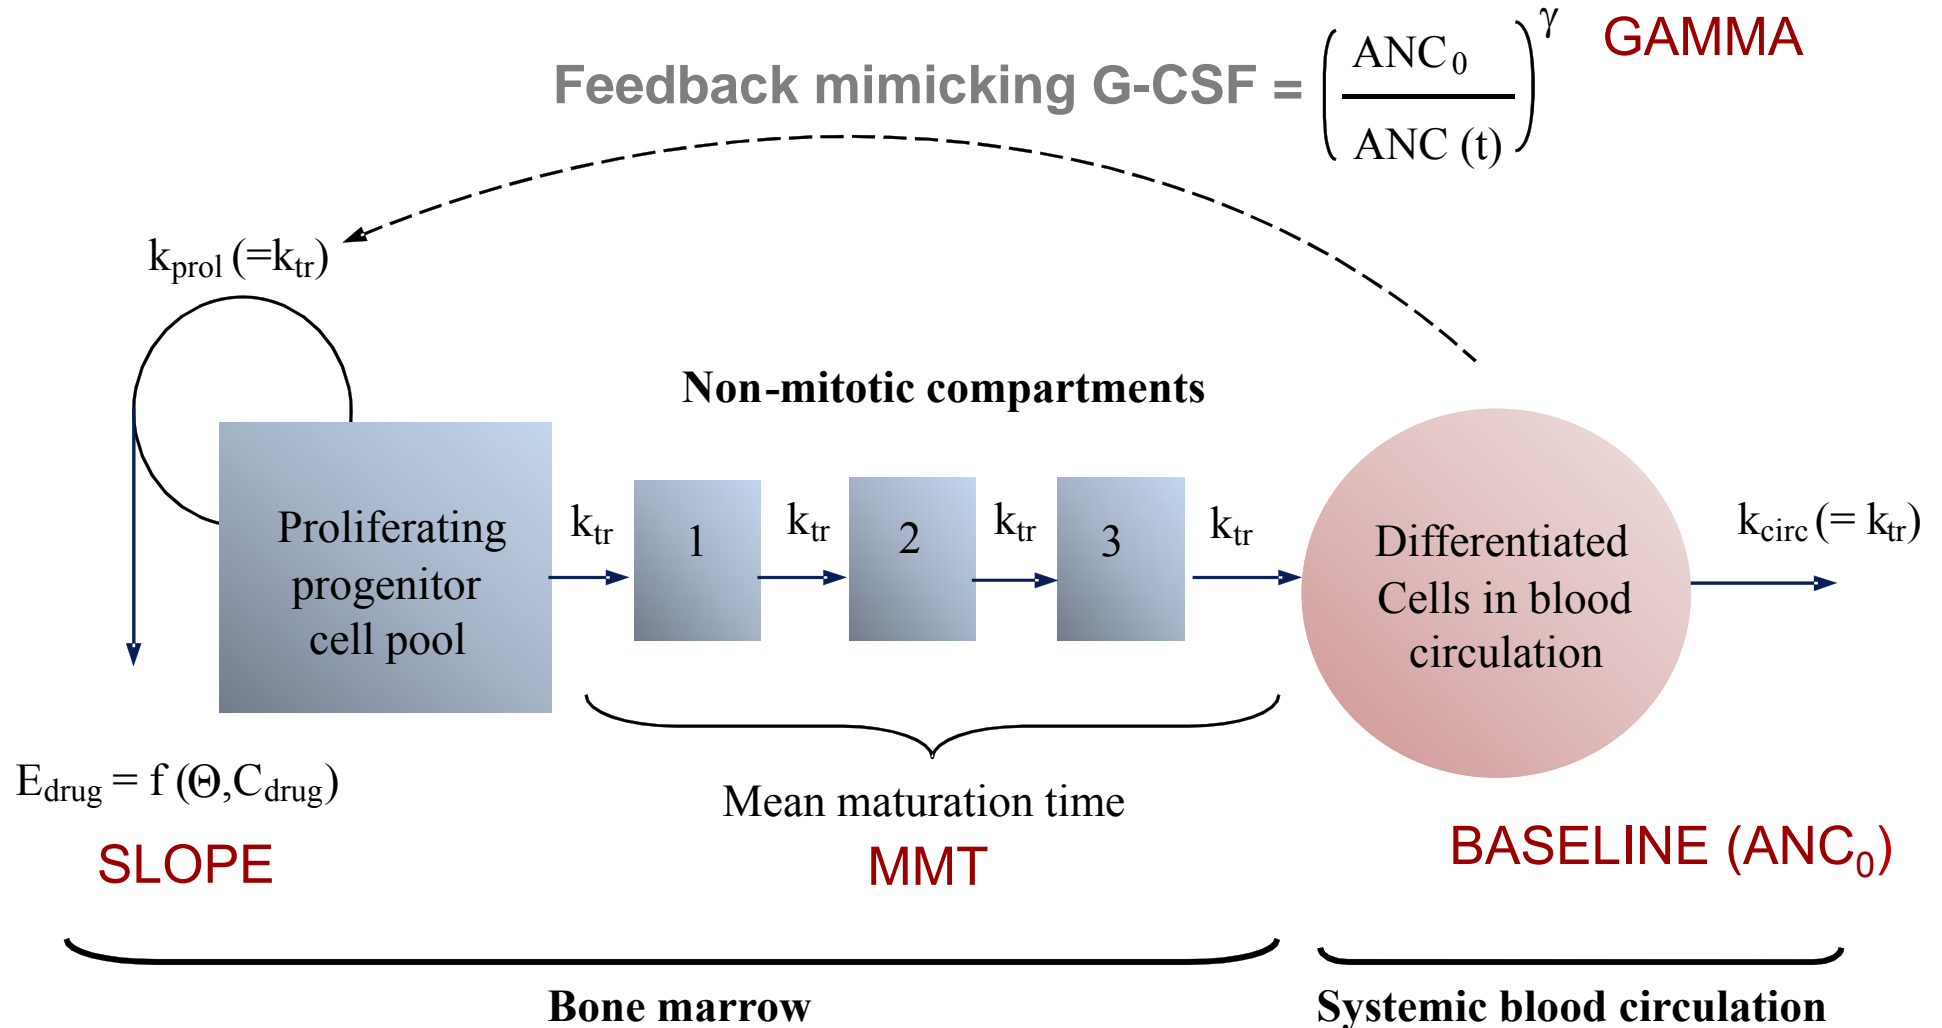 GAMMA
Feedback mimicking G-CSF = (ANC₀ / ANC (t))^γ
kprol (=ktr)
Non-mitotic compartments
Proliferating
progenitor
cell pool
ktr
1
ktr
2
ktr
3
ktr
Differentiated
Cells in blood
circulation
kcirc (= ktr)
Edrug = f (Θ,Cdrug)
SLOPE
Mean maturation time
MMT
BASELINE (ANC₀)
Bone marrow
Systemic blood circulation